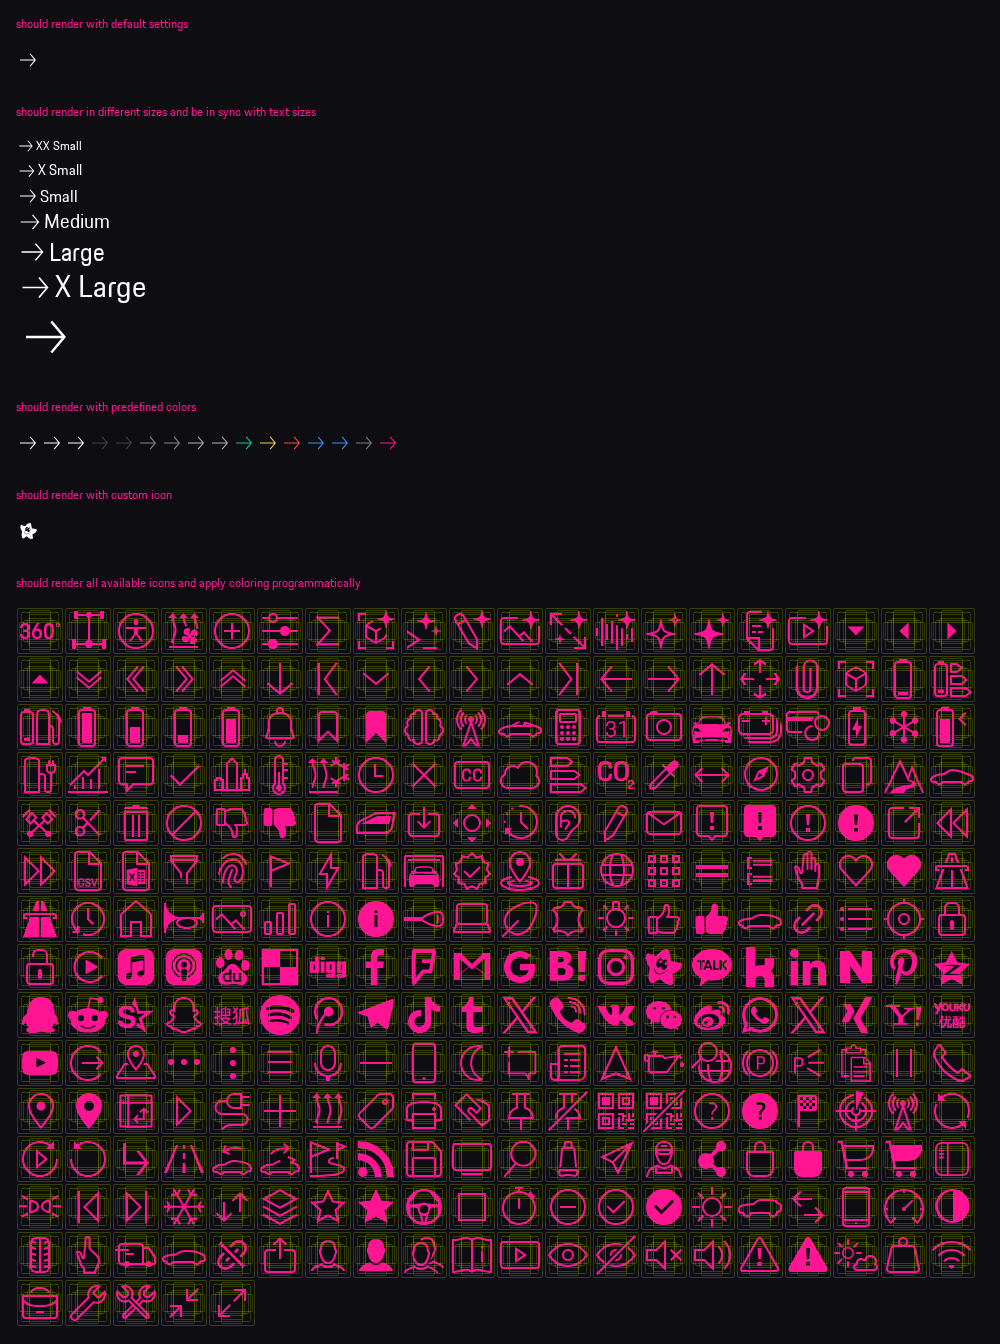 should render with default settings
should render in different sizes and be in sync with text sizes
XX Small
X Small
Small
Medium
Large
X Large
should render with predefined colors
should render with custom icon
should render all available icons and apply coloring programmatically
360°
31
CC
CO2
CSV
X
du
digg
G
B!
TALK
in
N
S
搜狐
t
X
X
Y!
YOUKU
优酷
P
P
?
?